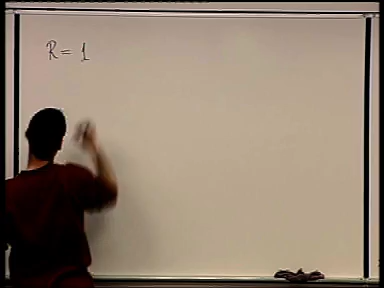 R = 1